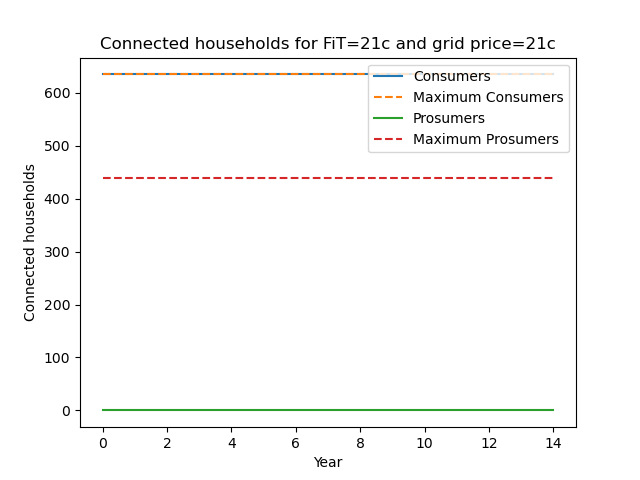 Connected households for FiT=21c and grid price=21c
Consumers
Maximum Consumers
Prosumers
Maximum Prosumers
Connected households
600
500
400
300
200
100
0
0 2 4 6 8 10 12 14
Year